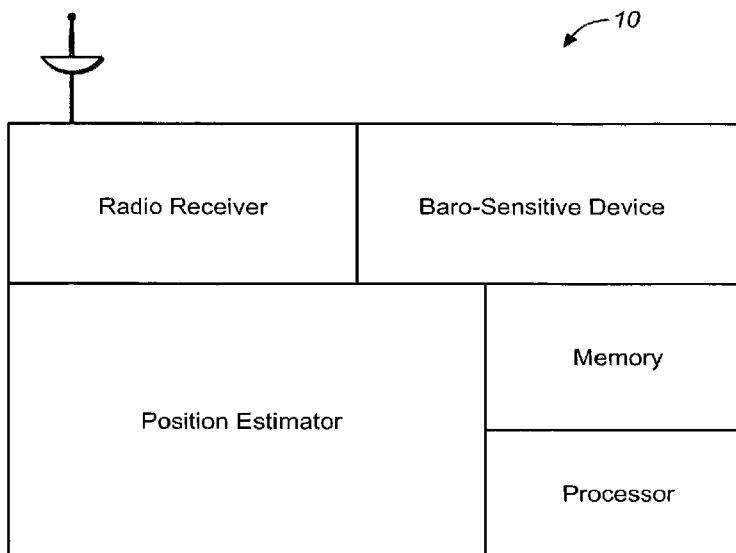 10
Radio Receiver
Baro-Sensitive Device
Memory
Position Estimator
Processor